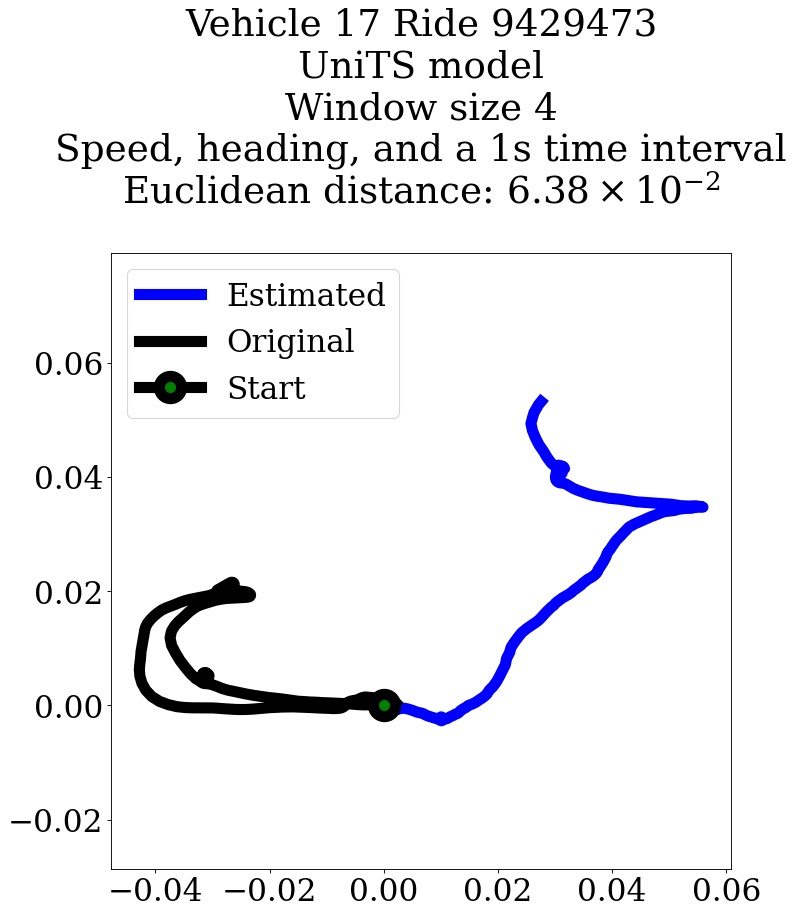 Vehicle 17 Ride 9429473
UniTS model
Window size 4
Speed, heading, and a 1s time interval
Euclidean distance: 6.38 × 10⁻²
Estimated
Original
Start
0.06
0.04
0.02
0.00
−0.02
−0.04 −0.02 0.00 0.02 0.04 0.06